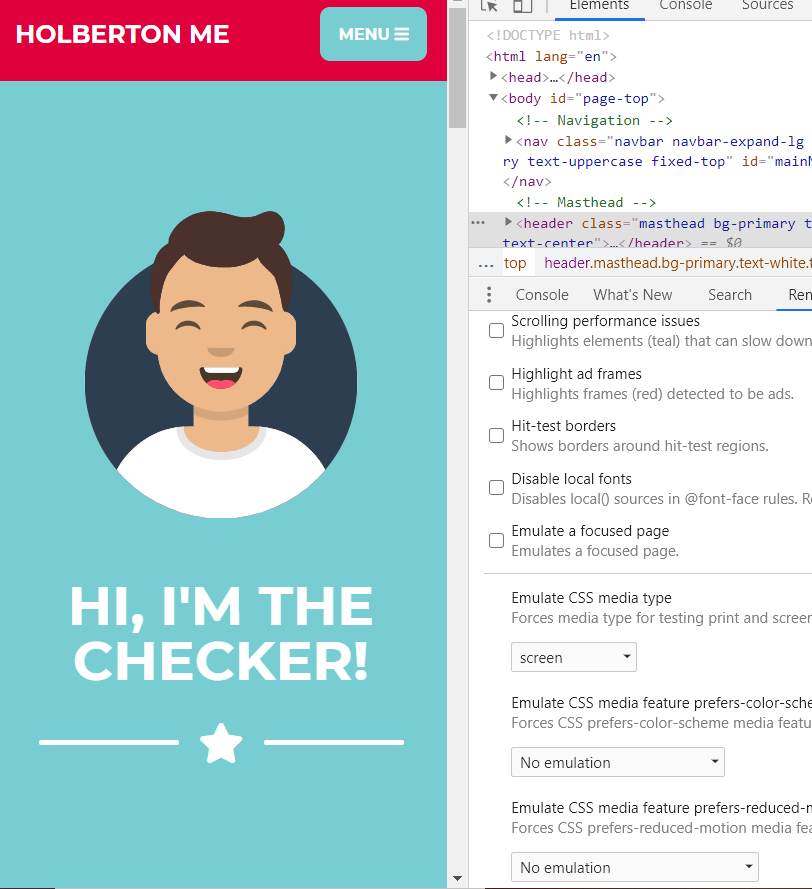 HOLBERTON ME
MENU
HI, I'M THE
CHECKER!
Elements Console Sources
<!DOCTYPE html>
<html lang="en">
<head>…</head>
<body id="page-top">
<!-- Navigation -->
<nav class="navbar navbar-expand-lg
ry text-uppercase fixed-top" id="mainN
</nav>
<!-- Masthead -->
… <header class="masthead bg-primary t
text-center">…</header> == $0
… top header.masthead.bg-primary.text-white.t
Console What's New Search Ren
Scrolling performance issues
Highlights elements (teal) that can slow down
Highlight ad frames
Highlights frames (red) detected to be ads.
Hit-test borders
Shows borders around hit-test regions.
Disable local fonts
Disables local() sources in @font-face rules. Re
Emulate a focused page
Emulates a focused page.
Emulate CSS media type
Forces media type for testing print and screen
screen
Emulate CSS media feature prefers-color-sche
Forces CSS prefers-color-scheme media featu
No emulation
Emulate CSS media feature prefers-reduced-m
Forces CSS prefers-reduced-motion media fea
No emulation